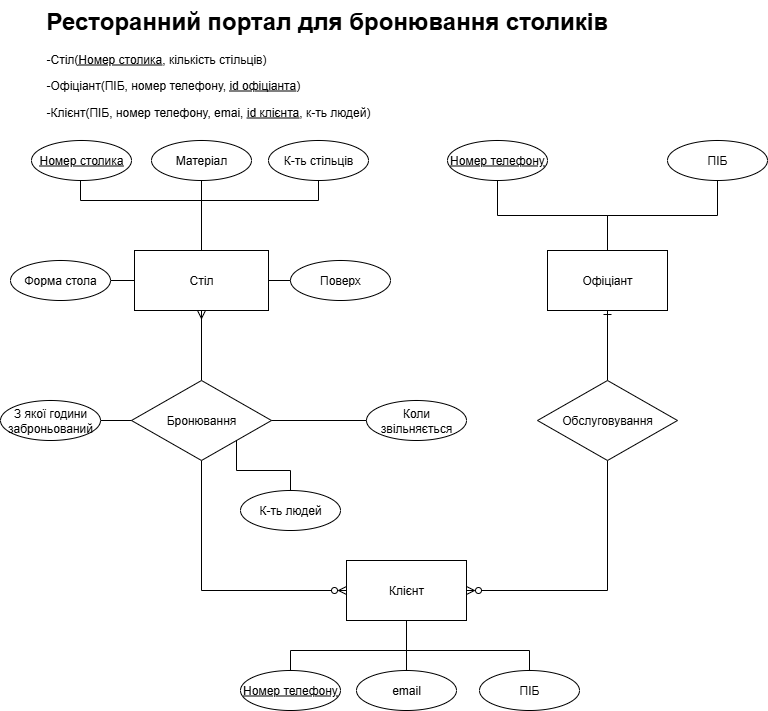 Ресторанний портал для бронювання столиків
-Стіл(Номер столика, кількість стільців)
-Офіціант(ПІБ, номер телефону, id офіціанта)
-Клієнт(ПІБ, номер телефону, emai, id клієнта, к-ть людей)
Номер столика
Матеріал
К-ть стільців
Номер телефону
ПІБ
Форма стола
Стіл
Поверх
Офіціант
З якої години
заброньований
Бронювання
Коли
звільняється
Обслуговування
К-ть людей
Клієнт
Номер телефону
email
ПІБ